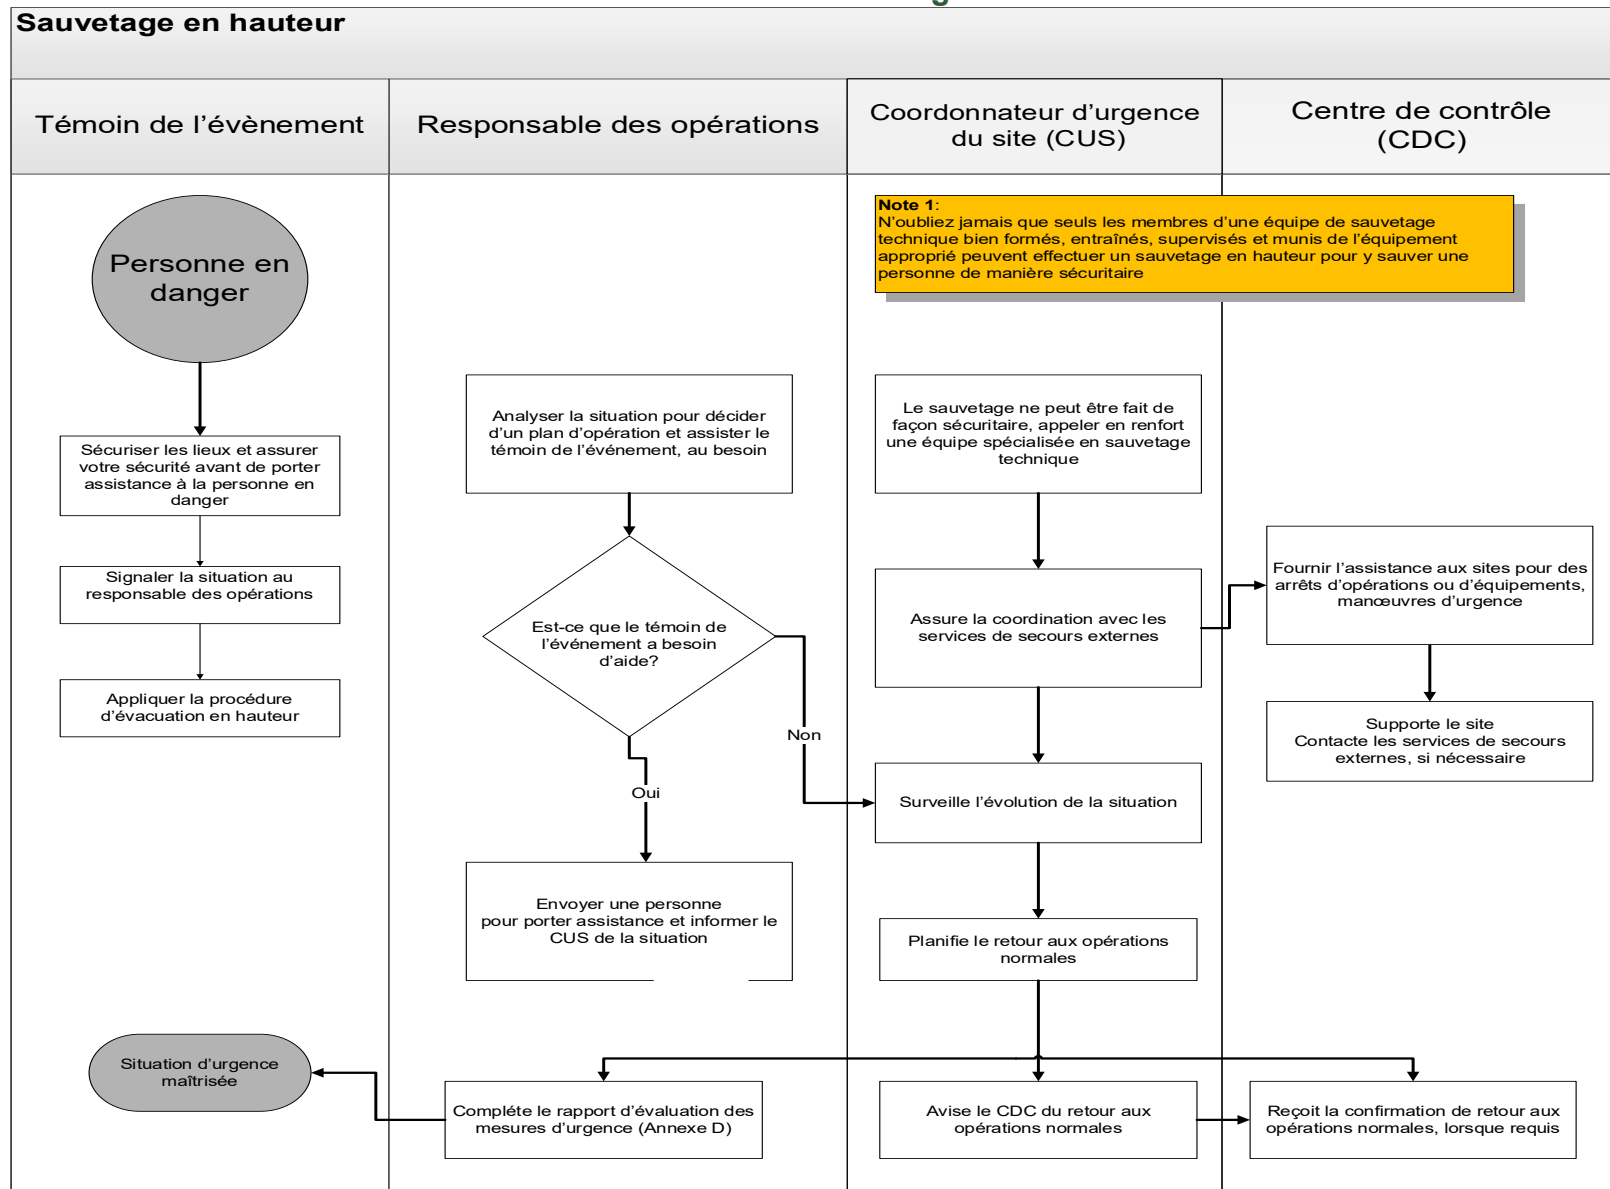 Sauvetage en hauteur
Témoin de l'évènement
Responsable des opérations
Coordonnateur d'urgence
du site (CUS)
Centre de contrôle
(CDC)
Personne en
danger
Sécuriser les lieux et assurer
votre sécurité avant de porter
assistance à la personne en
danger
Signaler la situation au
responsable des opérations
Appliquer la procédure
d'évacuation en hauteur
Situation d'urgence
maîtrisée
Analyser la situation pour décider
d'un plan d'opération et assister le
témoin de l'événement, au besoin
Est-ce que le témoin de
l'événement a besoin
d'aide?
Non
Oui
Envoyer une personne
pour porter assistance et informer le
CUS de la situation
Compléte le rapport d'évaluation des
mesures d'urgence (Annexe D)
Note 1:
N'oubliez jamais que seuls les membres d'une équipe de sauvetage
technique bien formés, entraînés, supervisés et munis de l'équipement
approprié peuvent effectuer un sauvetage en hauteur pour y sauver une
personne de manière sécuritaire
Le sauvetage ne peut être fait de
façon sécuritaire, appeler en renfort
une équipe spécialisée en sauvetage
technique
Assure la coordination avec les
services de secours externes
Surveille l'évolution de la situation
Planifie le retour aux opérations
normales
Avise le CDC du retour aux
opérations normales
Fournir l'assistance aux sites pour des
arrêts d'opérations ou d'équipements,
manœuvres d'urgence
Supporte le site
Contacte les services de secours
externes, si nécessaire
Reçoit la confirmation de retour aux
opérations normales, lorsque requis